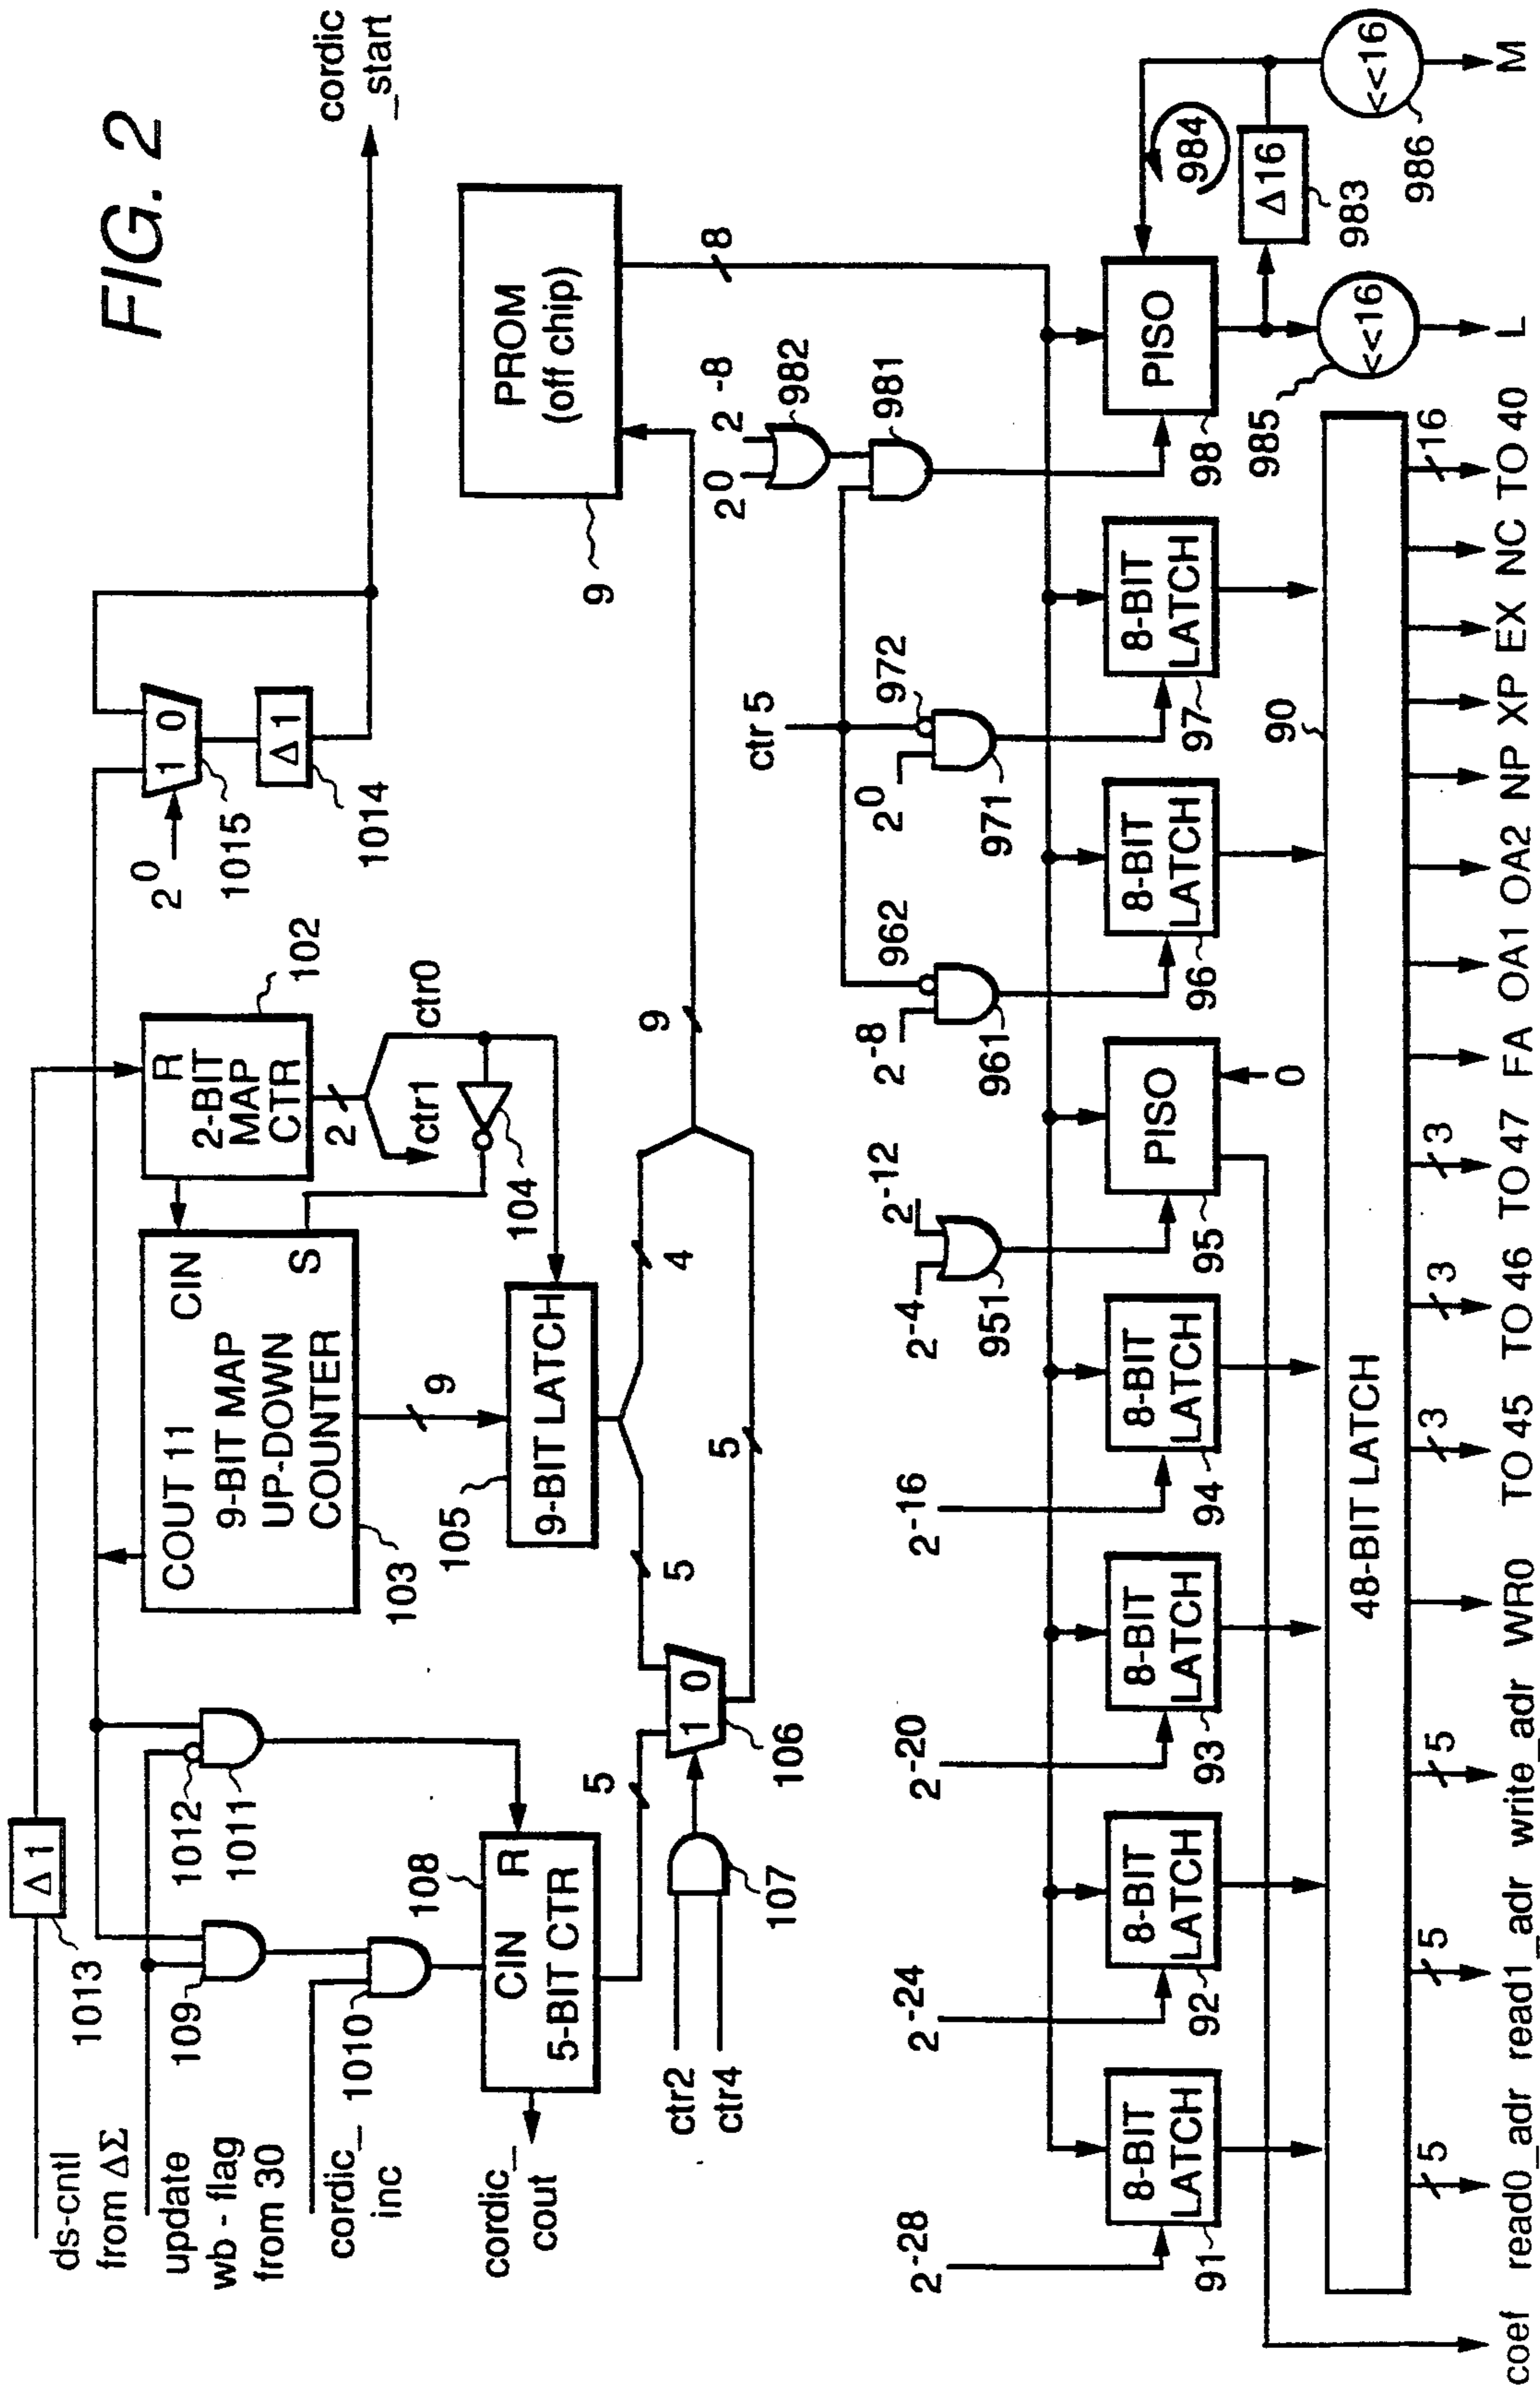 FIG. 2
ds-cntl
from ΔΣ
Δ 1
1013
update
wb - flag
from 30
109
1012
1011
cordic_
inc
1010
108
CIN R
5-BIT CTR
cordic_
cout
5
ctr2
ctr4
107
1 0
106
COUT 11 CIN
9-BIT MAP
UP-DOWN
COUNTER
S
103
R
2-BIT
MAP
CTR
102
2
ctr0
ctr1
104
9
105
9-BIT LATCH
5
4
5
9
2^0
1 0
1015
Δ 1
1014
cordic
_start
PROM
(off chip)
9
8
2^-28
8-BIT
LATCH
91
2^-24
8-BIT
LATCH
92
2^-20
8-BIT
LATCH
93
2^-16
8-BIT
LATCH
94
2^-4
2^-12
951
PISO
95
0
2^-8
962
961
8-BIT
LATCH
96
ctr 5
2^0
972
971
8-BIT
LATCH
97
2^0
2^-8
982
981
PISO
98
984
Δ16
983
<<16
985
<<16
986
48-BIT LATCH
90
5
5
5
3
3
3
16
coef read0_adr read1_adr write_adr WR0 TO 45 TO 46 TO 47 FA OA1 OA2 NP XP EX NC TO 40 L M